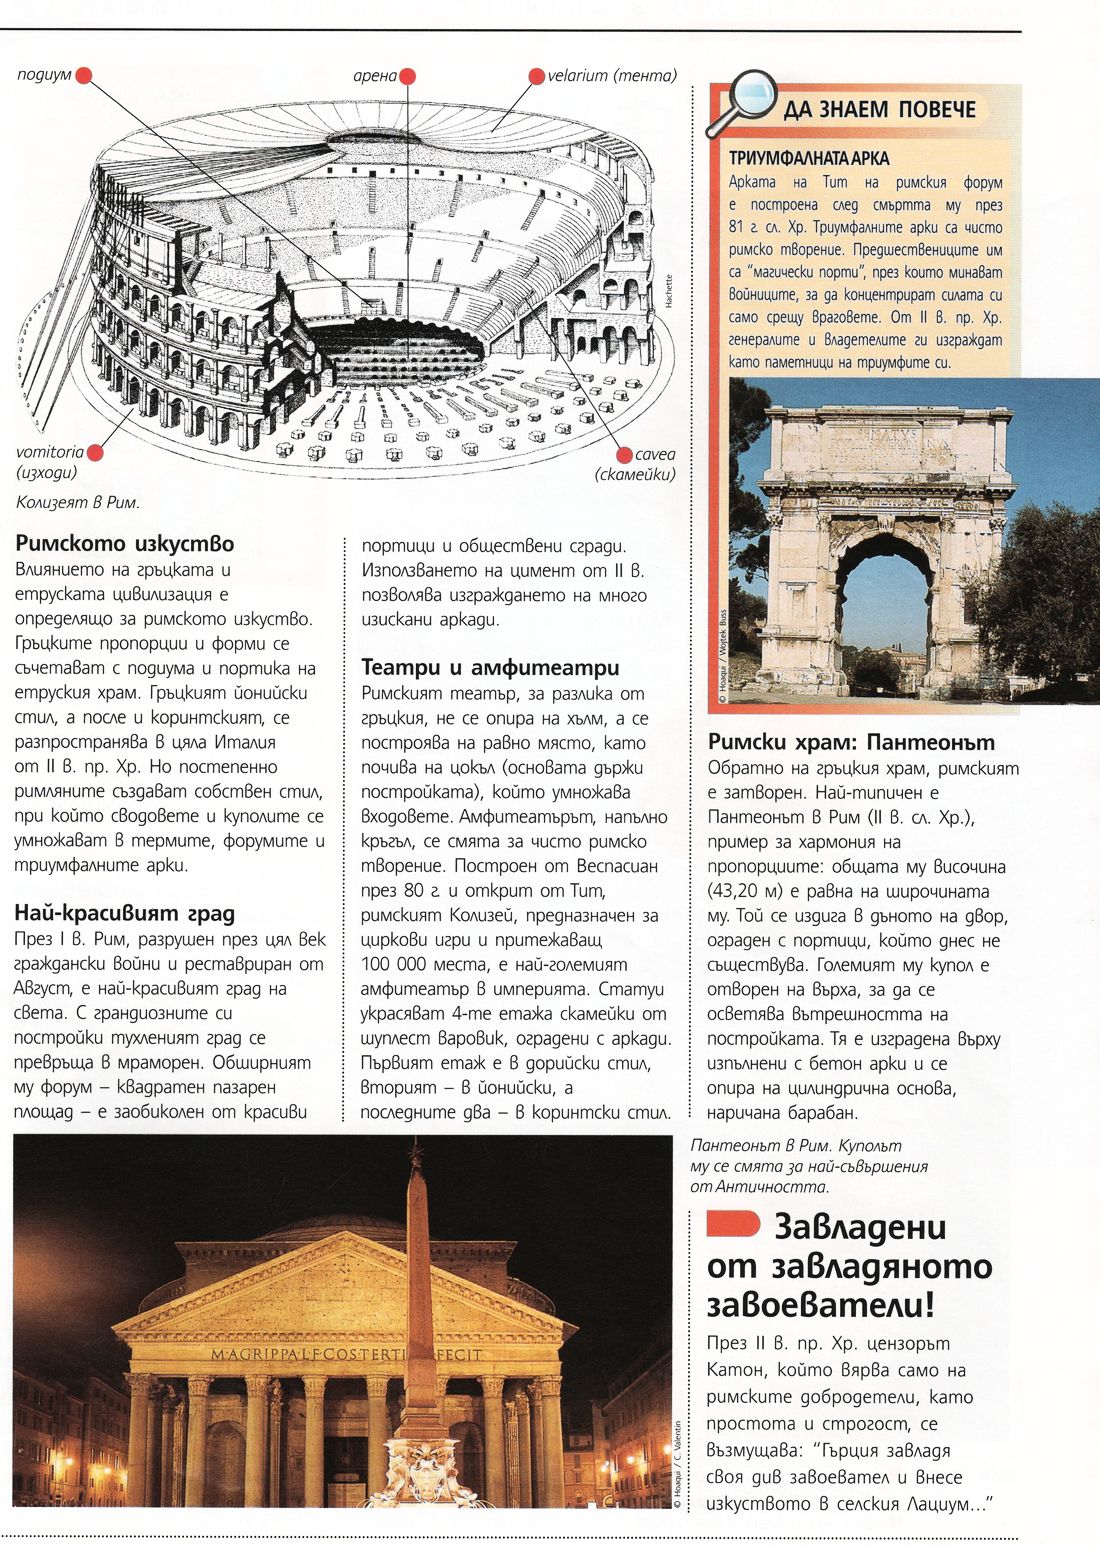 подиум
арена
velarium (тента)
Hachette
vomitoria
(изходи)
cavea
(скамейки)
Колизеят в Рим.
Римското изкуство
Влиянието на гръцката и
етруската цивилизация е
определящо за римското изкуство.
Гръцките пропорции и форми се
съчетават с подиума и портика на
етруския храм. Гръцкият йонийски
стил, а после и коринтският, се
разпространява в цяла Италия
от II в. пр. Хр. Но постепенно
римляните създават собствен стил,
при който сводовете и куполите се
умножават в термите, форумите и
триумфалните арки.
Най-красивият град
През I в. Рим, разрушен през цял век
граждански войни и реставриран от
Август, е най-красивият град на
света. С грандиозните си
постройки тухленият град се
превръща в мраморен. Обширният
му форум – квадратен пазарен
площад – е заобиколен от красиви
портици и обществени сгради.
Използването на цимент от II в.
позволява изграждането на много
изискани аркади.
Театри и амфитеатри
Римският театър, за разлика от
гръцкия, не се опира на хълм, а се
построява на равно място, като
почива на цокъл (основата държи
постройката), който умножава
входовете. Амфитеатърът, напълно
кръгъл, се смята за чисто римско
творение. Построен от Веспасиан
през 80 г. и открит от Тит,
римският Колизей, предназначен за
циркови игри и притежаващ
100 000 места, е най-големият
амфитеатър в империята. Статуи
украсяват 4-те етажа скамейки от
шуплест варовик, оградени с аркади.
Първият етаж е в дорийски стил,
вторият – в йонийски, а
последните два – в коринтски стил.
ДА ЗНАЕМ ПОВЕЧЕ
ТРИУМФАЛНАТА АРКА
Арката на Тит на римския форум
е построена след смъртта му през
81 г. сл. Хр. Триумфалните арки са чисто
римско творение. Предшествениците им
са "магически порти", през които минават
войниците, за да концентрират силата си
само срещу враговете. От II в. пр. Хр.
генералите и владетелите ги изграждат
като паметници на триумфите си.
© Hoaqui / Wojtek Buss
Римски храм: Пантеонът
Обратно на гръцкия храм, римският
е затворен. Най-типичен е
Пантеонът в Рим (II в. сл. Хр.),
пример за хармония на
пропорциите: общата му височина
(43,20 м) е равна на широчината
му. Той се издига в дъното на двор,
ограден с портици, който днес не
съществува. Големият му купол е
отворен на върха, за да се
осветява вътрешността на
постройката. Тя е изградена върху
изпълнени с бетон арки и се
опира на цилиндрична основа,
наричана барабан.
Пантеонът в Рим. Куполът
му се смята за най-съвършения
от Античността.
M·AGRIPPA·L·F·COS·TERTI FECIT
© Hoaqui / C. Valentin
Завладени
от завладяното
завоеватели!
През II в. пр. Хр. цензорът
Катон, който вярва само на
римските добродетели, като
простота и строгост, се
възмущава: "Гърция завладя
своя див завоевател и внесе
изкуството в селския Лациум..."